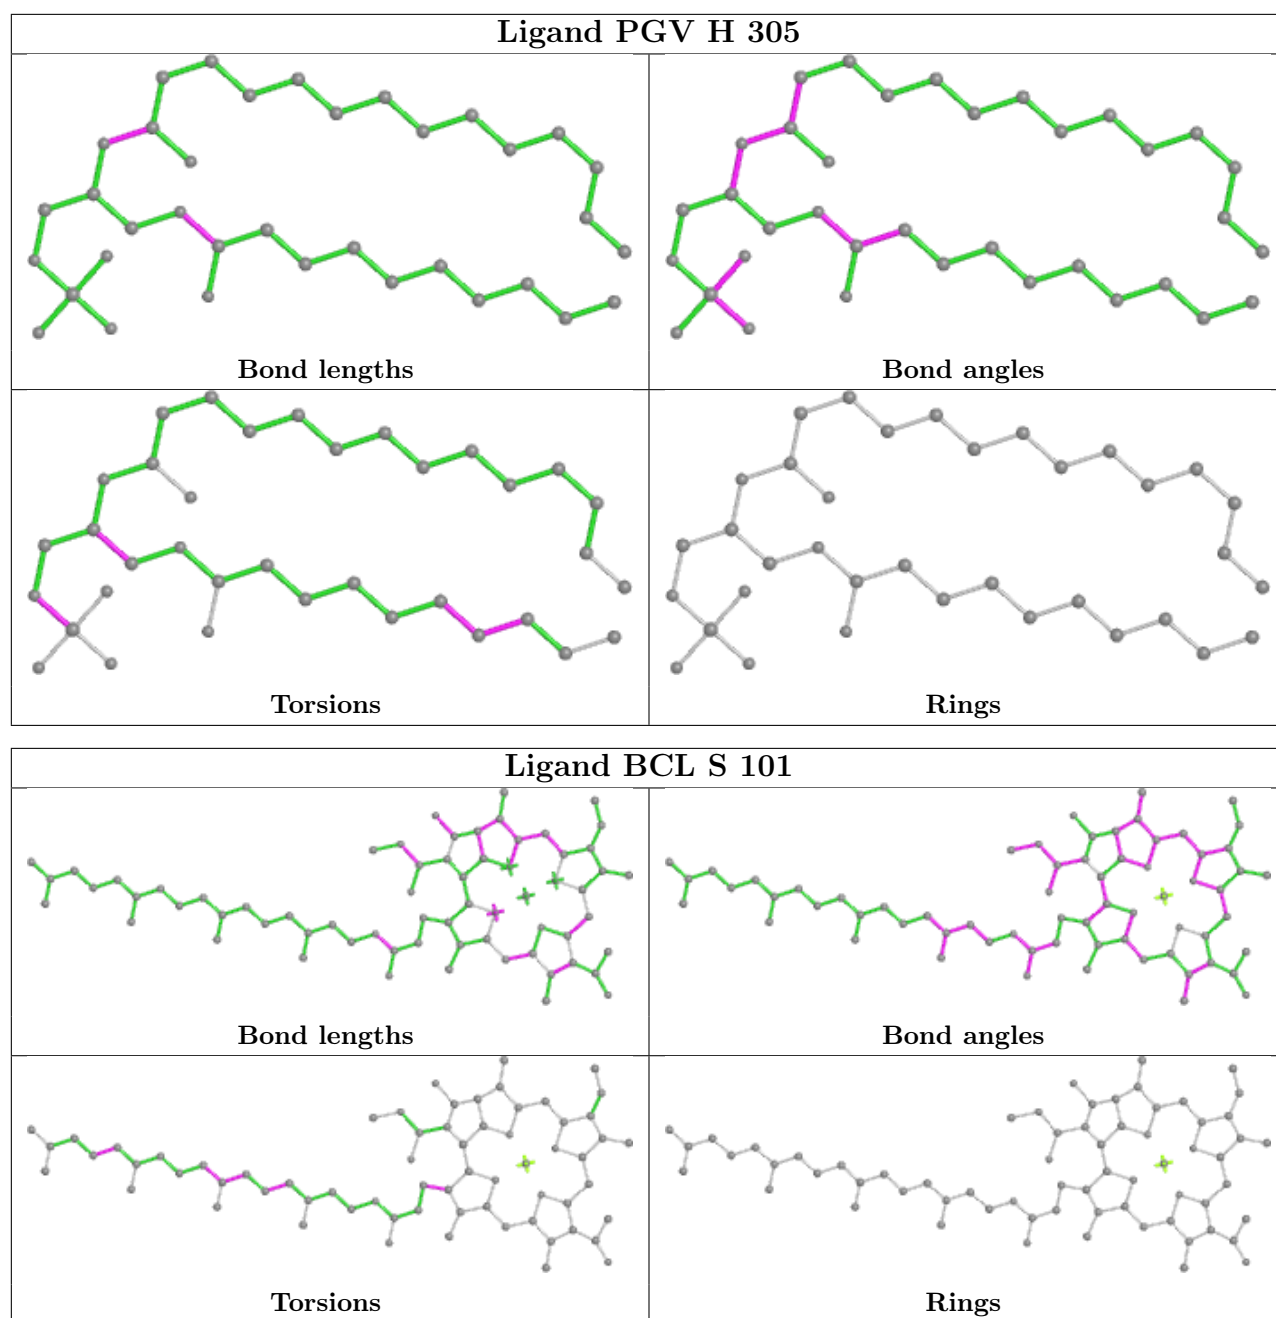 Ligand PGV H 305
Bond lengths
Bond angles
Torsions
Rings
Ligand BCL S 101
Bond lengths
Bond angles
Torsions
Rings